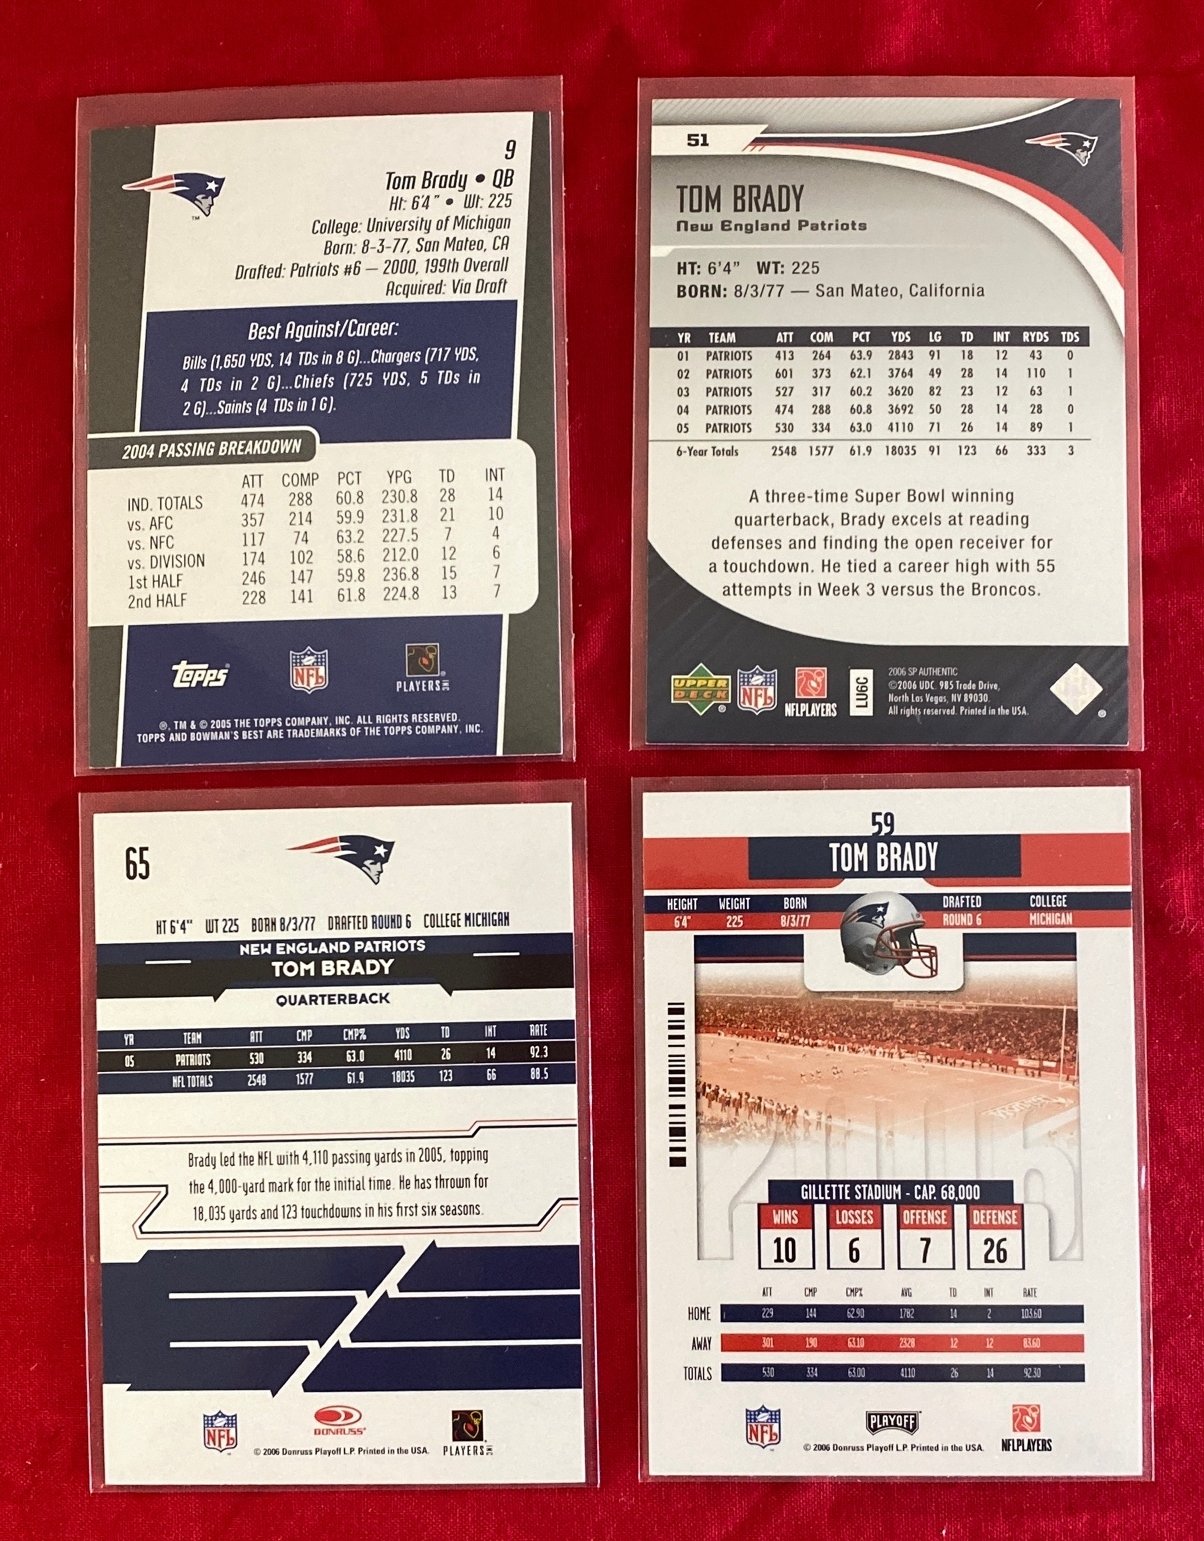 9
Tom Brady • QB
Ht: 6'4" • Wt: 225
College: University of Michigan
Born: 8-3-77, San Mateo, CA
Drafted: Patriots #6 — 2000, 199th Overall
Acquired: Via Draft
TM
Best Against/Career:
Bills (1,650 YDS, 14 TDs in 8 G)...Chargers (717 YDS,
4 TDs in 2 G)...Chiefs (725 YDS, 5 TDs in
2 G)...Saints (4 TDs in 1 G).
2004 PASSING BREAKDOWN
ATT COMP PCT YPG TD INT
IND. TOTALS 474 288 60.8 230.8 28 14
vs. AFC 357 214 59.9 231.8 21 10
vs. NFC 117 74 63.2 227.5 7 4
vs. DIVISION 174 102 58.6 212.0 12 6
1st HALF 246 147 59.8 236.8 15 7
2nd HALF 228 141 61.8 224.8 13 7
Topps NFL PLAYERS INC
®, TM & © 2005 THE TOPPS COMPANY, INC. ALL RIGHTS RESERVED.
TOPPS AND BOWMAN'S BEST ARE TRADEMARKS OF THE TOPPS COMPANY, INC.
51
TOM BRADY
New England Patriots
HT: 6'4" WT: 225
BORN: 8/3/77 — San Mateo, California
YR TEAM ATT COM PCT YDS LG TD INT RYDS TDS
01 PATRIOTS 413 264 63.9 2843 91 18 12 43 0
02 PATRIOTS 601 373 62.1 3764 49 28 14 110 1
03 PATRIOTS 527 317 60.2 3620 82 23 12 63 1
04 PATRIOTS 474 288 60.8 3692 50 28 14 28 0
05 PATRIOTS 530 334 63.0 4110 71 26 14 89 1
6-Year Totals 2548 1577 61.9 18035 91 123 66 333 3
A three-time Super Bowl winning
quarterback, Brady excels at reading
defenses and finding the open receiver for
a touchdown. He tied a career high with 55
attempts in Week 3 versus the Broncos.
UPPER DECK NFL NFLPLAYERS LU6C
2006 SP AUTHENTIC
©2006 UDC. 985 Trade Drive,
North Las Vegas, NV 89030.
All rights reserved. Printed in the USA.
65
HT 6'4" WT 225 BORN 8/3/77 DRAFTED ROUND 6 COLLEGE MICHIGAN
NEW ENGLAND PATRIOTS
TOM BRADY
QUARTERBACK
YR TEAM ATT CMP CMP% YDS TD INT RATE
05 PATRIOTS 530 334 63.0 4110 26 14 92.3
NFL TOTALS 2548 1577 61.9 18035 123 66 88.5
Brady led the NFL with 4,110 passing yards in 2005, topping
the 4,000-yard mark for the initial time. He has thrown for
18,035 yards and 123 touchdowns in his first six seasons.
NFL DONRUSS PLAYERS INC
© 2006 Donruss Playoff L.P. Printed in the USA.
59
TOM BRADY
HEIGHT WEIGHT BORN DRAFTED COLLEGE
6'4" 225 8/3/77 ROUND 6 MICHIGAN
2006
GILLETTE STADIUM - CAP. 68,000
WINS LOSSES OFFENSE DEFENSE
10 6 7 26
ATT CMP CMP% AVG TD INT RATE
HOME 229 144 62.90 1782 14 2 103.60
AWAY 301 190 63.10 2328 12 12 83.60
TOTALS 530 334 63.00 4110 26 14 92.30
NFL PLAYOFF NFLPLAYERS
© 2006 Donruss Playoff L.P. Printed in the USA.